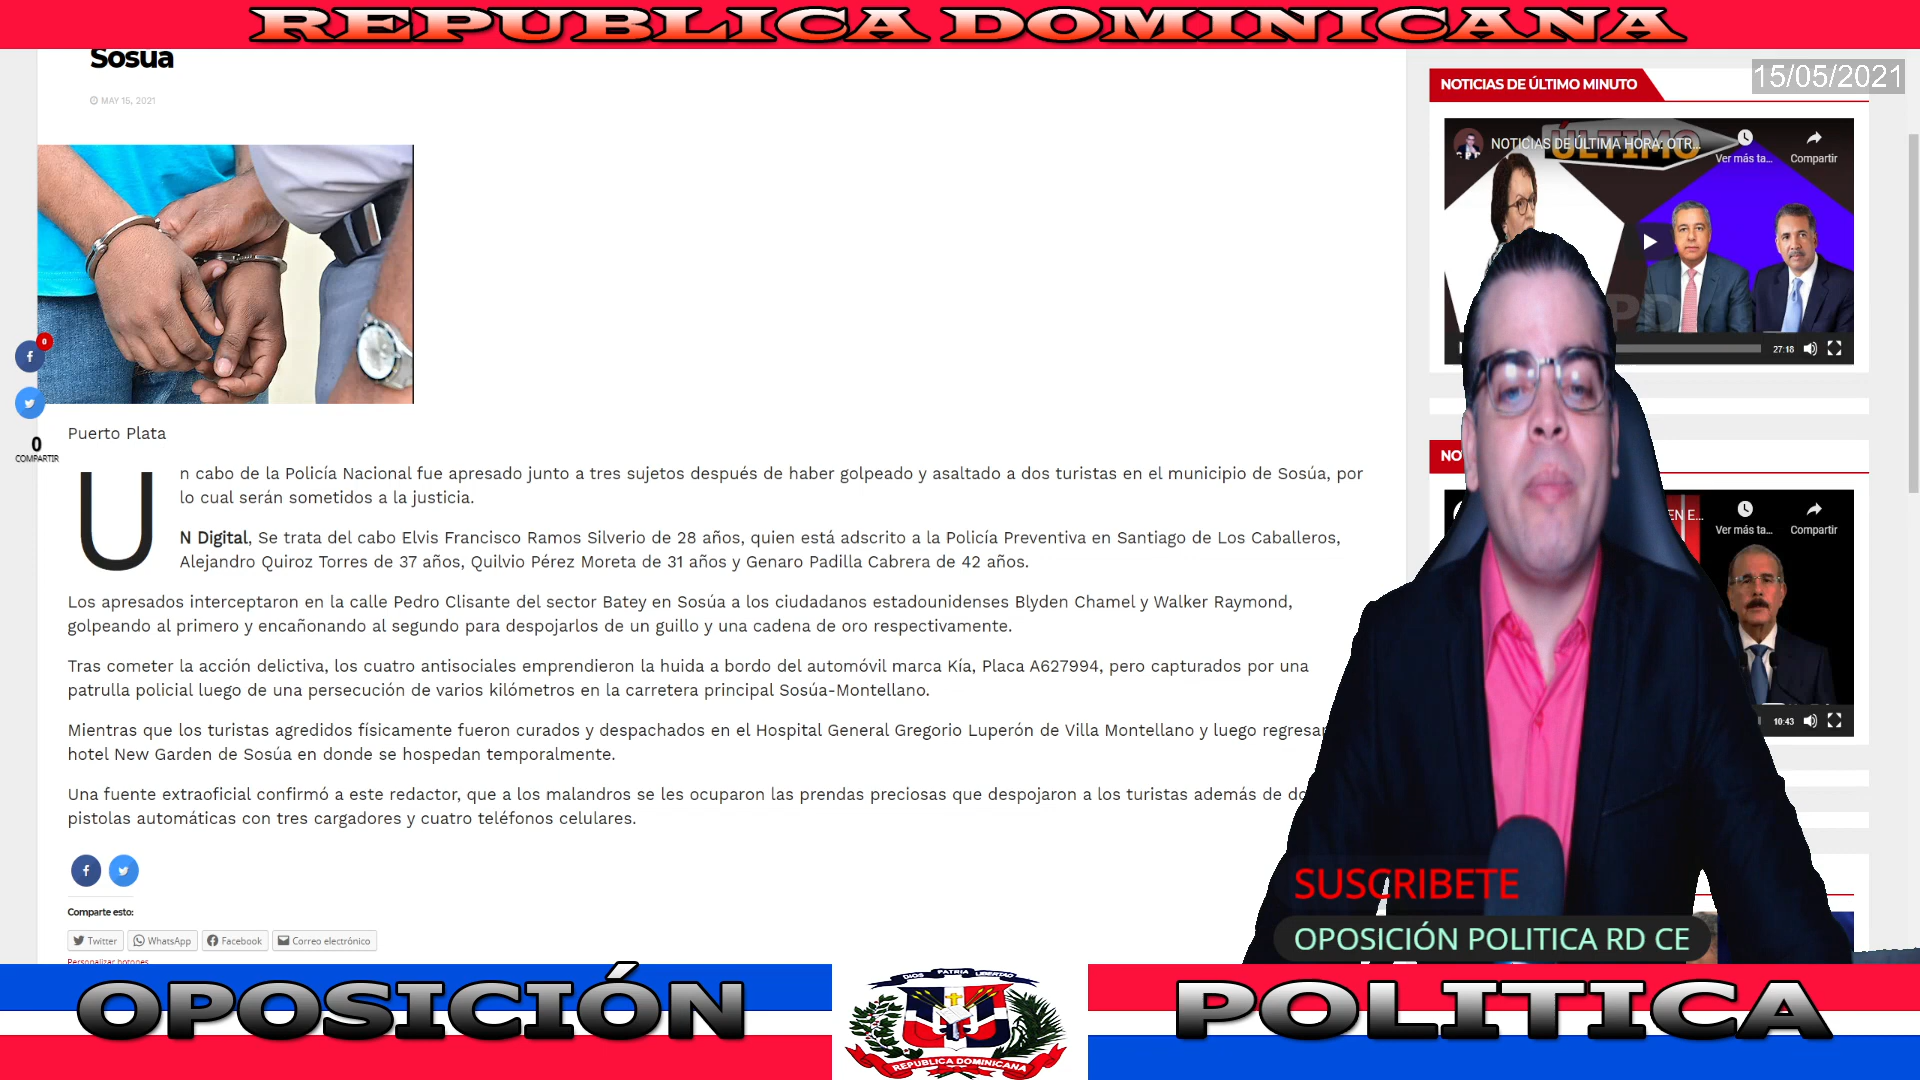 REPUBLICA DOMINICANA
Sosúa
15/05/2021
MAY 15, 2021
NOTICIAS DE ÚLTIMO MINUTO
NOTICIAS DE ÚLTIMA HORA: OTR...
ÚLTIMO
Ver más ta...
Compartir
27:18
0
0
COMPARTIR
Puerto Plata
Un cabo de la Policía Nacional fue apresado junto a tres sujetos después de haber golpeado y asaltado a dos turistas en el municipio de Sosúa, por
lo cual serán sometidos a la justicia.
N Digital, Se trata del cabo Elvis Francisco Ramos Silverio de 28 años, quien está adscrito a la Policía Preventiva en Santiago de Los Caballeros,
Alejandro Quiroz Torres de 37 años, Quilvio Pérez Moreta de 31 años y Genaro Padilla Cabrera de 42 años.
Los apresados interceptaron en la calle Pedro Clisante del sector Batey en Sosúa a los ciudadanos estadounidenses Blyden Chamel y Walker Raymond,
golpeando al primero y encañonando al segundo para despojarlos de un guillo y una cadena de oro respectivamente.
Tras cometer la acción delictiva, los cuatro antisociales emprendieron la huida a bordo del automóvil marca Kía, Placa A627994, pero capturados por una
patrulla policial luego de una persecución de varios kilómetros en la carretera principal Sosúa-Montellano.
Mientras que los turistas agredidos físicamente fueron curados y despachados en el Hospital General Gregorio Luperón de Villa Montellano y luego regresar
hotel New Garden de Sosúa en donde se hospedan temporalmente.
Una fuente extraoficial confirmó a este redactor, que a los malandros se les ocuparon las prendas preciosas que despojaron a los turistas además de do
pistolas automáticas con tres cargadores y cuatro teléfonos celulares.
NO
EN E...
Ver más ta...
Compartir
10:43
Comparte esto:
Twitter
WhatsApp
Facebook
Correo electrónico
Personalizar botones
SUSCRIBETE
OPOSICIÓN POLITICA RD CE
OPOSICIÓN
DIOS PATRIA LIBERTAD
REPUBLICA DOMINICANA
POLITICA